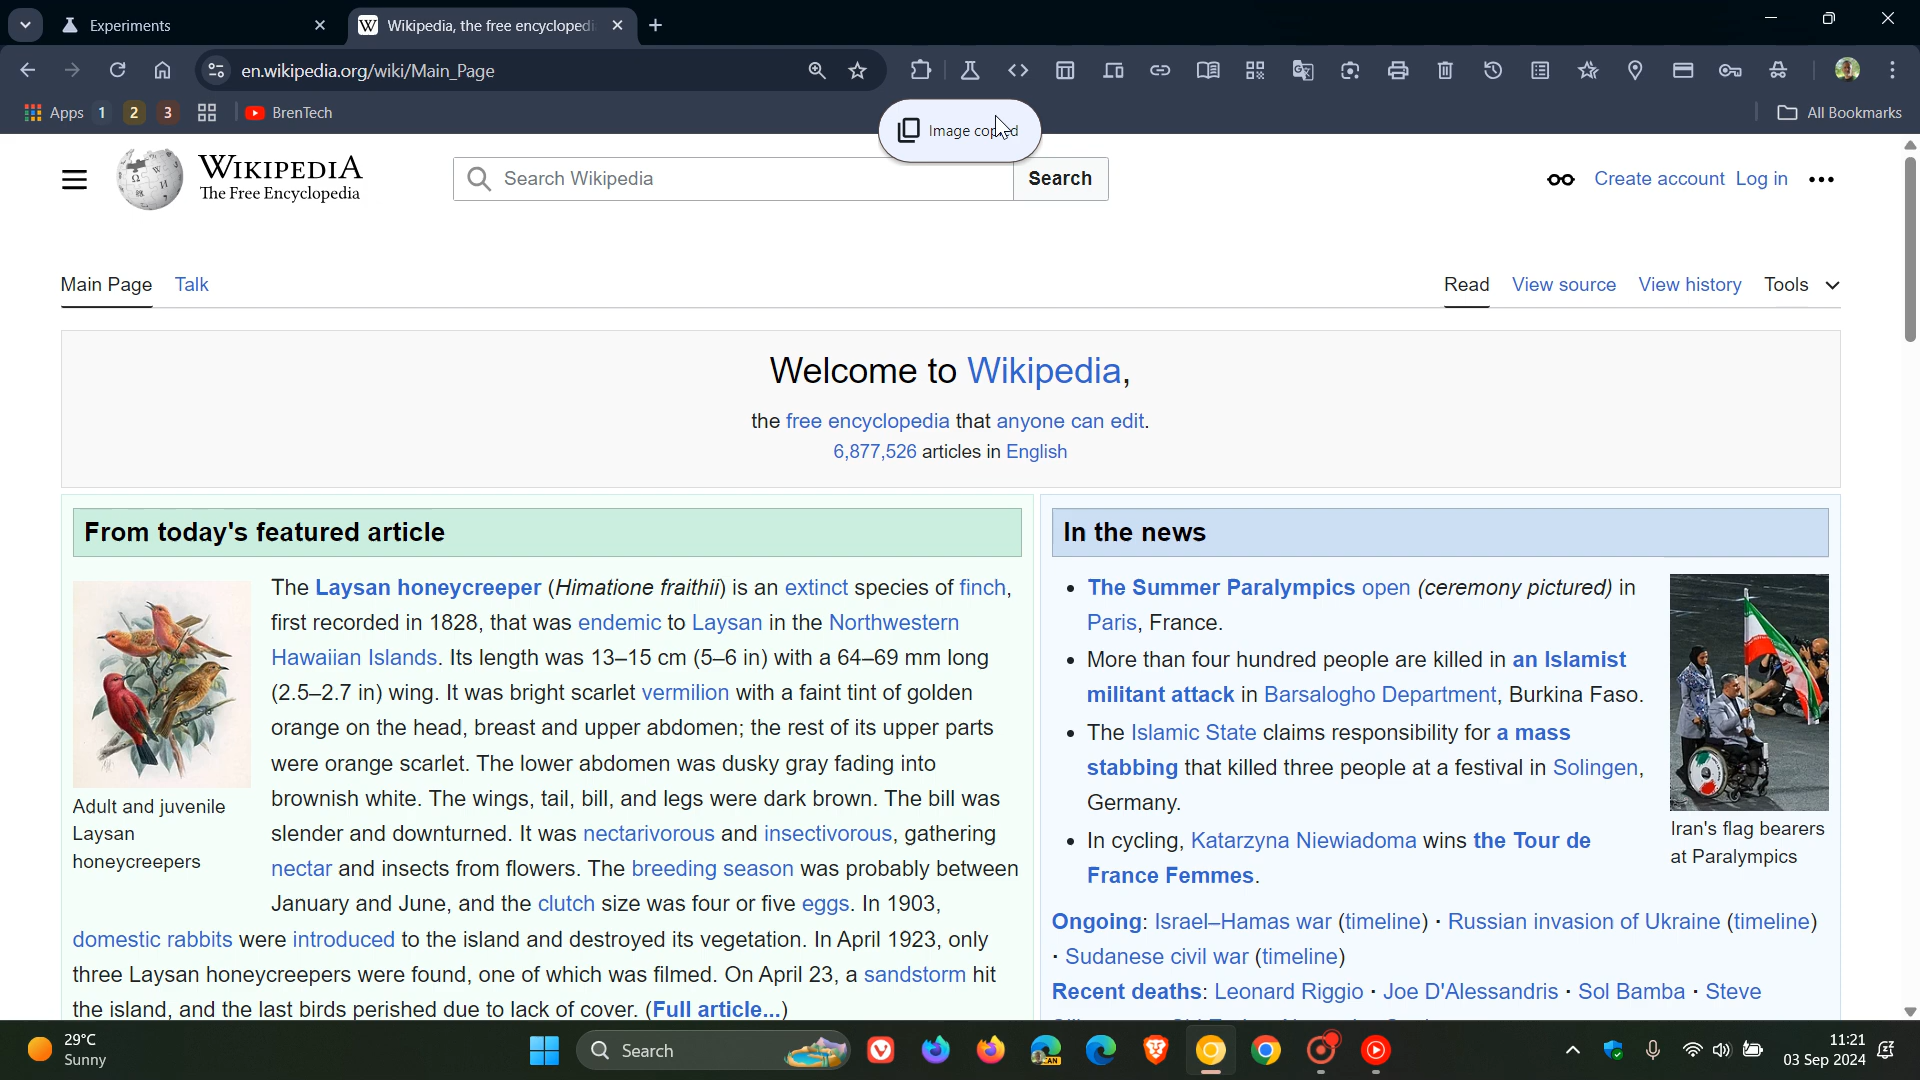 Experiments
Wikipedia, the free encyclopedi
en.wikipedia.org/wiki/Main_Page
Apps 1 2 3 BrenTech
All Bookmarks
Image copied
WIKIPEDIA
The Free Encyclopedia
Search Wikipedia
Search
Create account Log in
Main Page Talk
Read View source View history Tools
Welcome to Wikipedia,
the free encyclopedia that anyone can edit.
6,877,526 articles in English
From today's featured article
The Laysan honeycreeper (Himatione fraithii) is an extinct species of finch,
first recorded in 1828, that was endemic to Laysan in the Northwestern
Hawaiian Islands. Its length was 13–15 cm (5–6 in) with a 64–69 mm long
(2.5–2.7 in) wing. It was bright scarlet vermilion with a faint tint of golden
orange on the head, breast and upper abdomen; the rest of its upper parts
were orange scarlet. The lower abdomen was dusky gray fading into
brownish white. The wings, tail, bill, and legs were dark brown. The bill was
slender and downturned. It was nectarivorous and insectivorous, gathering
nectar and insects from flowers. The breeding season was probably between
January and June, and the clutch size was four or five eggs. In 1903,
domestic rabbits were introduced to the island and destroyed its vegetation. In April 1923, only
three Laysan honeycreepers were found, one of which was filmed. On April 23, a sandstorm hit
the island, and the last birds perished due to lack of cover. (Full article...)
Adult and juvenile
Laysan
honeycreepers
In the news
• The Summer Paralympics open (ceremony pictured) in
Paris, France.
• More than four hundred people are killed in an Islamist
militant attack in Barsalogho Department, Burkina Faso.
• The Islamic State claims responsibility for a mass
stabbing that killed three people at a festival in Solingen,
Germany.
• In cycling, Katarzyna Niewiadoma wins the Tour de
France Femmes.
Iran's flag bearers
at Paralympics
Ongoing: Israel–Hamas war (timeline) · Russian invasion of Ukraine (timeline)
· Sudanese civil war (timeline)
Recent deaths: Leonard Riggio · Joe D'Alessandris · Sol Bamba · Steve
29°C
Sunny
Search
CAN
11:21
03 Sep 2024